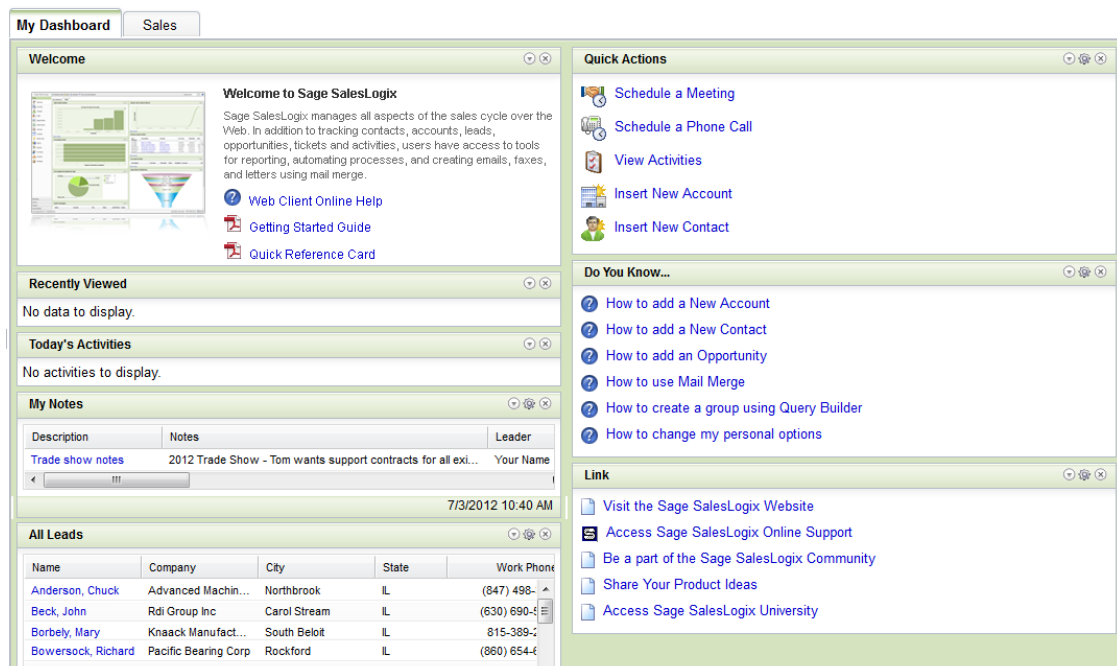 My Dashboard
Sales
Welcome
Welcome to Sage SalesLogix
Sage SalesLogix manages all aspects of the sales cycle over the
Web. In addition to tracking contacts, accounts, leads,
opportunities, tickets and activities, users have access to tools
for reporting, automating processes, and creating emails, faxes,
and letters using mail merge.
Web Client Online Help
Getting Started Guide
Quick Reference Card
Recently Viewed
No data to display.
Today's Activities
No activities to display.
My Notes
Description Notes Leader
Trade show notes 2012 Trade Show - Tom wants support contracts for all exi... Your Name
7/3/2012 10:40 AM
All Leads
Name Company City State Work Phone
Anderson, Chuck Advanced Machin... Northbrook IL (847) 498-
Beck, John Rdi Group Inc Carol Stream IL (630) 690-
Borbely, Mary Knaack Manufact... South Beloit IL 815-389-
Bowersock, Richard Pacific Bearing Corp Rockford IL (860) 654-
Quick Actions
Schedule a Meeting
Schedule a Phone Call
View Activities
Insert New Account
Insert New Contact
Do You Know...
How to add a New Account
How to add a New Contact
How to add an Opportunity
How to use Mail Merge
How to create a group using Query Builder
How to change my personal options
Link
Visit the Sage SalesLogix Website
Access Sage SalesLogix Online Support
Be a part of the Sage SalesLogix Community
Share Your Product Ideas
Access Sage SalesLogix University